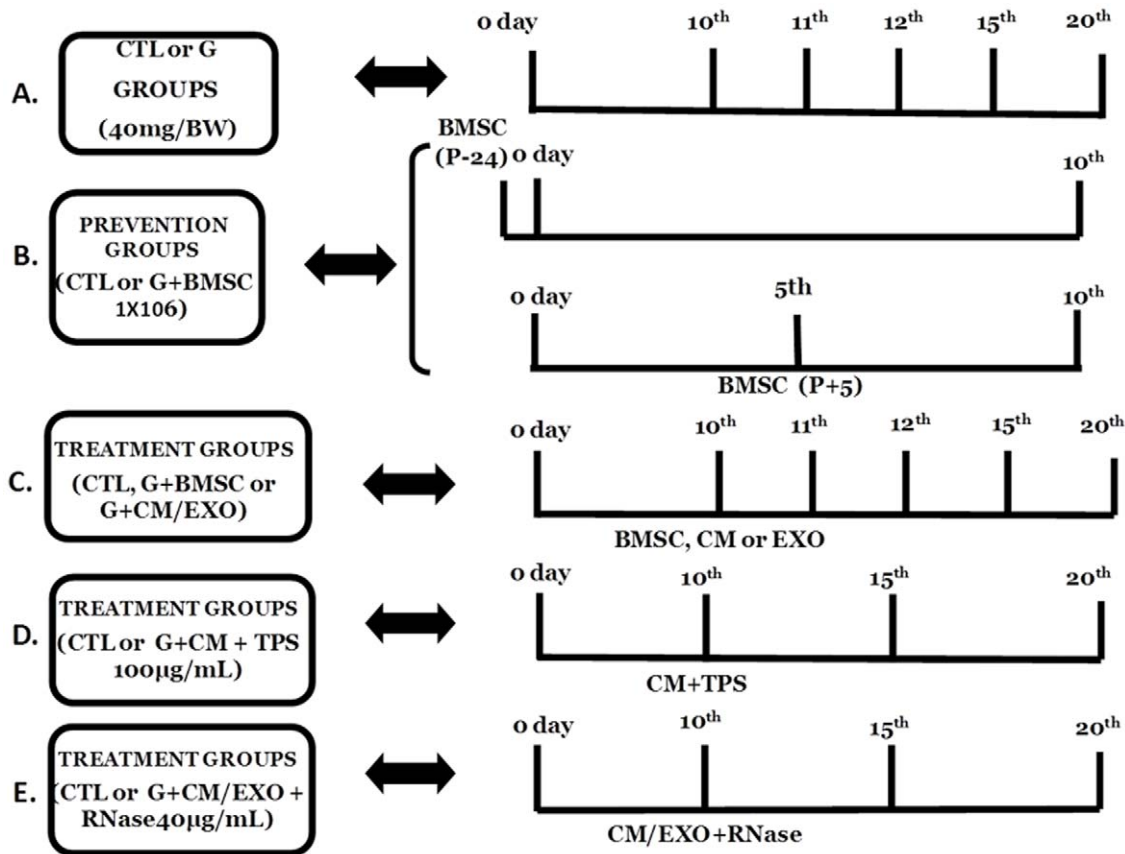 A.
CTL or G
GROUPS
(40mg/BW)
0 day 10th 11th 12th 15th 20th
B.
PREVENTION
GROUPS
(CTL or G+BMSC
1X106)
BMSC
(P-24) 0 day 10th
0 day 5th 10th
BMSC (P+5)
C.
TREATMENT GROUPS
(CTL, G+BMSC or
G+CM/EXO)
0 day 10th 11th 12th 15th 20th
BMSC, CM or EXO
D.
TREATMENT GROUPS
(CTL or G+CM + TPS
100µg/mL)
0 day 10th 15th 20th
CM+TPS
E.
TREATMENT GROUPS
(CTL or G+CM/EXO +
RNase40µg/mL)
0 day 10th 15th 20th
CM/EXO+RNase